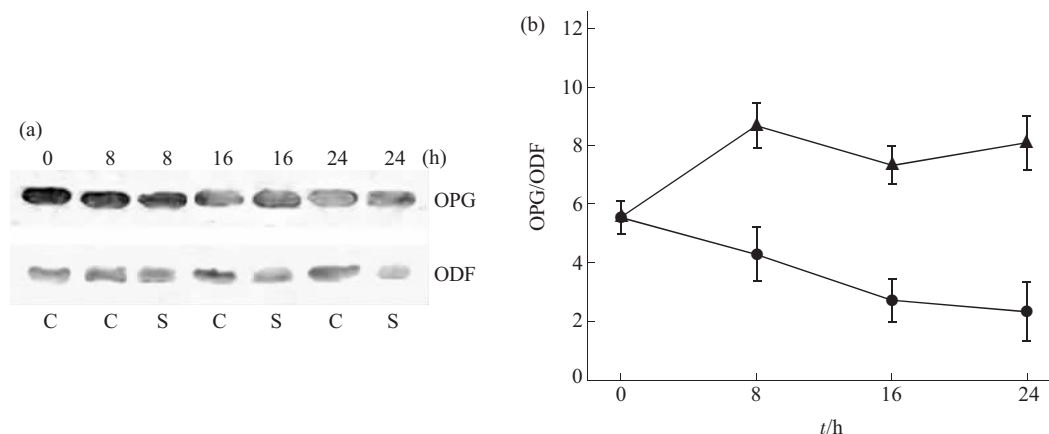 (a)
0 8 8 16 16 24 24 (h)
OPG
ODF
C C S C S C S
(b)
12
10
8
6
4
2
0
OPG/ODF
0 8 16 24
t/h